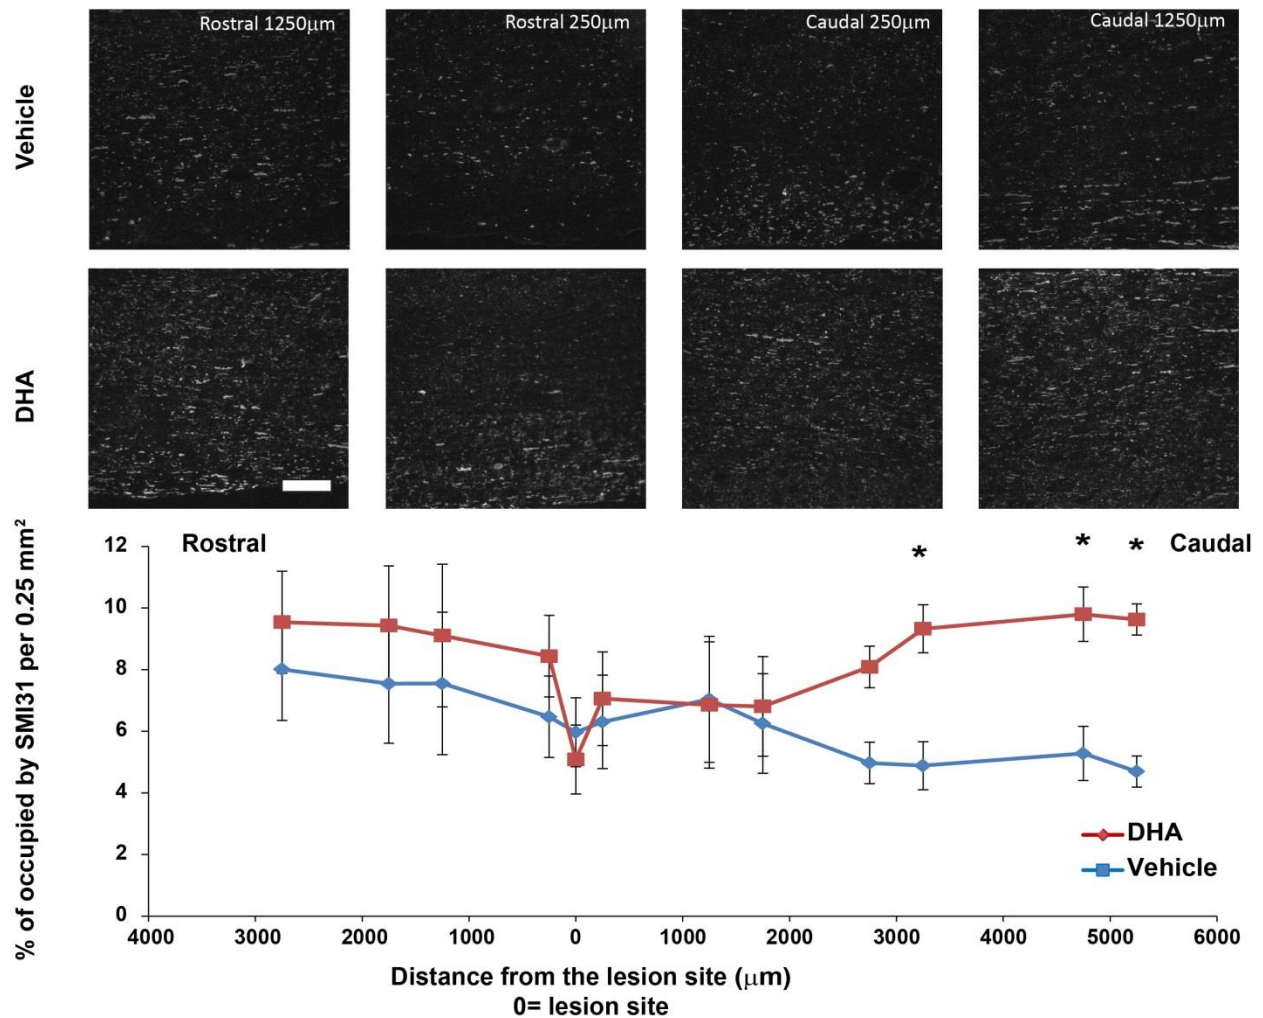 Rostral 1250μm
Rostral 250μm
Caudal 250μm
Caudal 1250μm
Vehicle
DHA
% of occupied by SMI31 per 0.25 mm²
12
10
8
6
4
2
0
Rostral
*
*
*
Caudal
DHA
Vehicle
4000 3000 2000 1000 0 1000 2000 3000 4000 5000 6000
Distance from the lesion site (μm)
0= lesion site